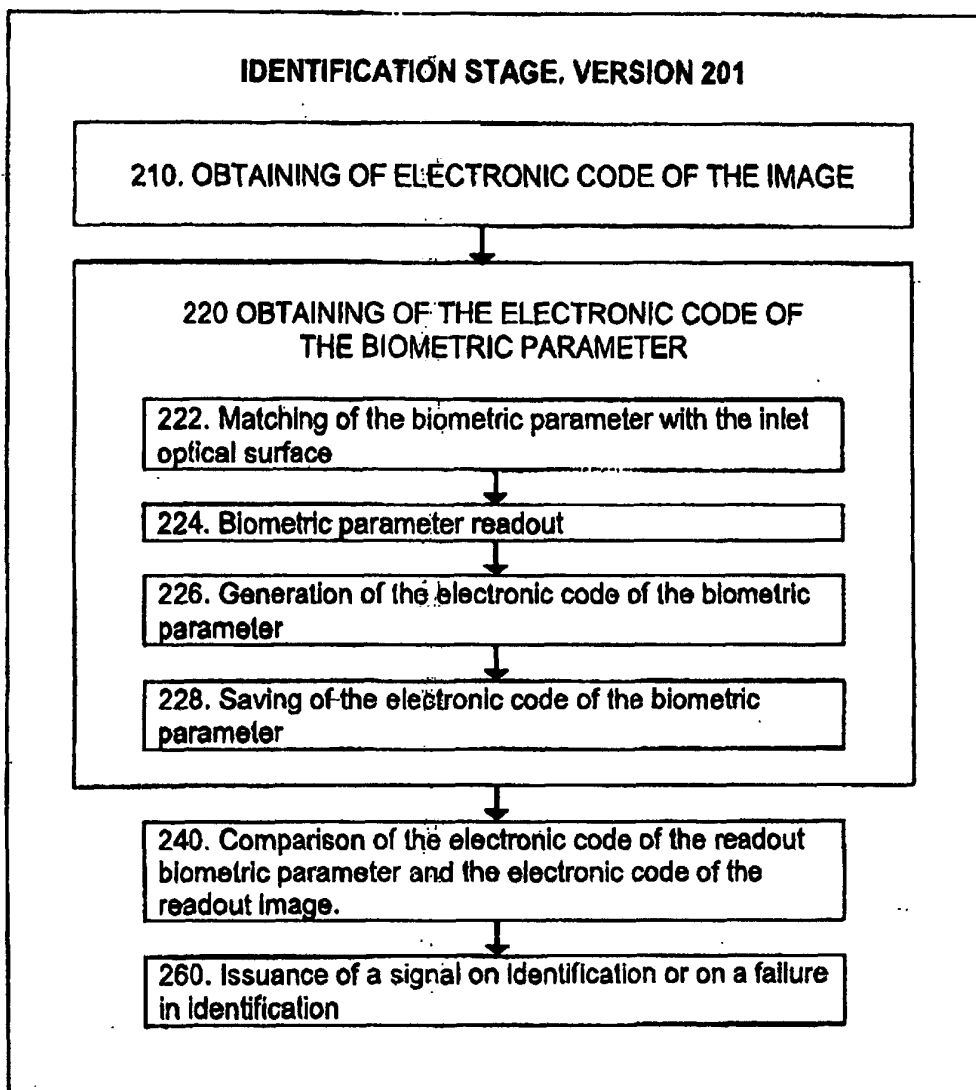 IDENTIFICATION STAGE, VERSION 201
210. OBTAINING OF ELECTRONIC CODE OF THE IMAGE
220 OBTAINING OF THE ELECTRONIC CODE OF
THE BIOMETRIC PARAMETER
222. Matching of the biometric parameter with the inlet
optical surface
224. Biometric parameter readout
226. Generation of the electronic code of the biometric
parameter
228. Saving of the electronic code of the biometric
parameter
240. Comparison of the electronic code of the readout
biometric parameter and the electronic code of the
readout image.
260. Issuance of a signal on identification or on a failure
in identification